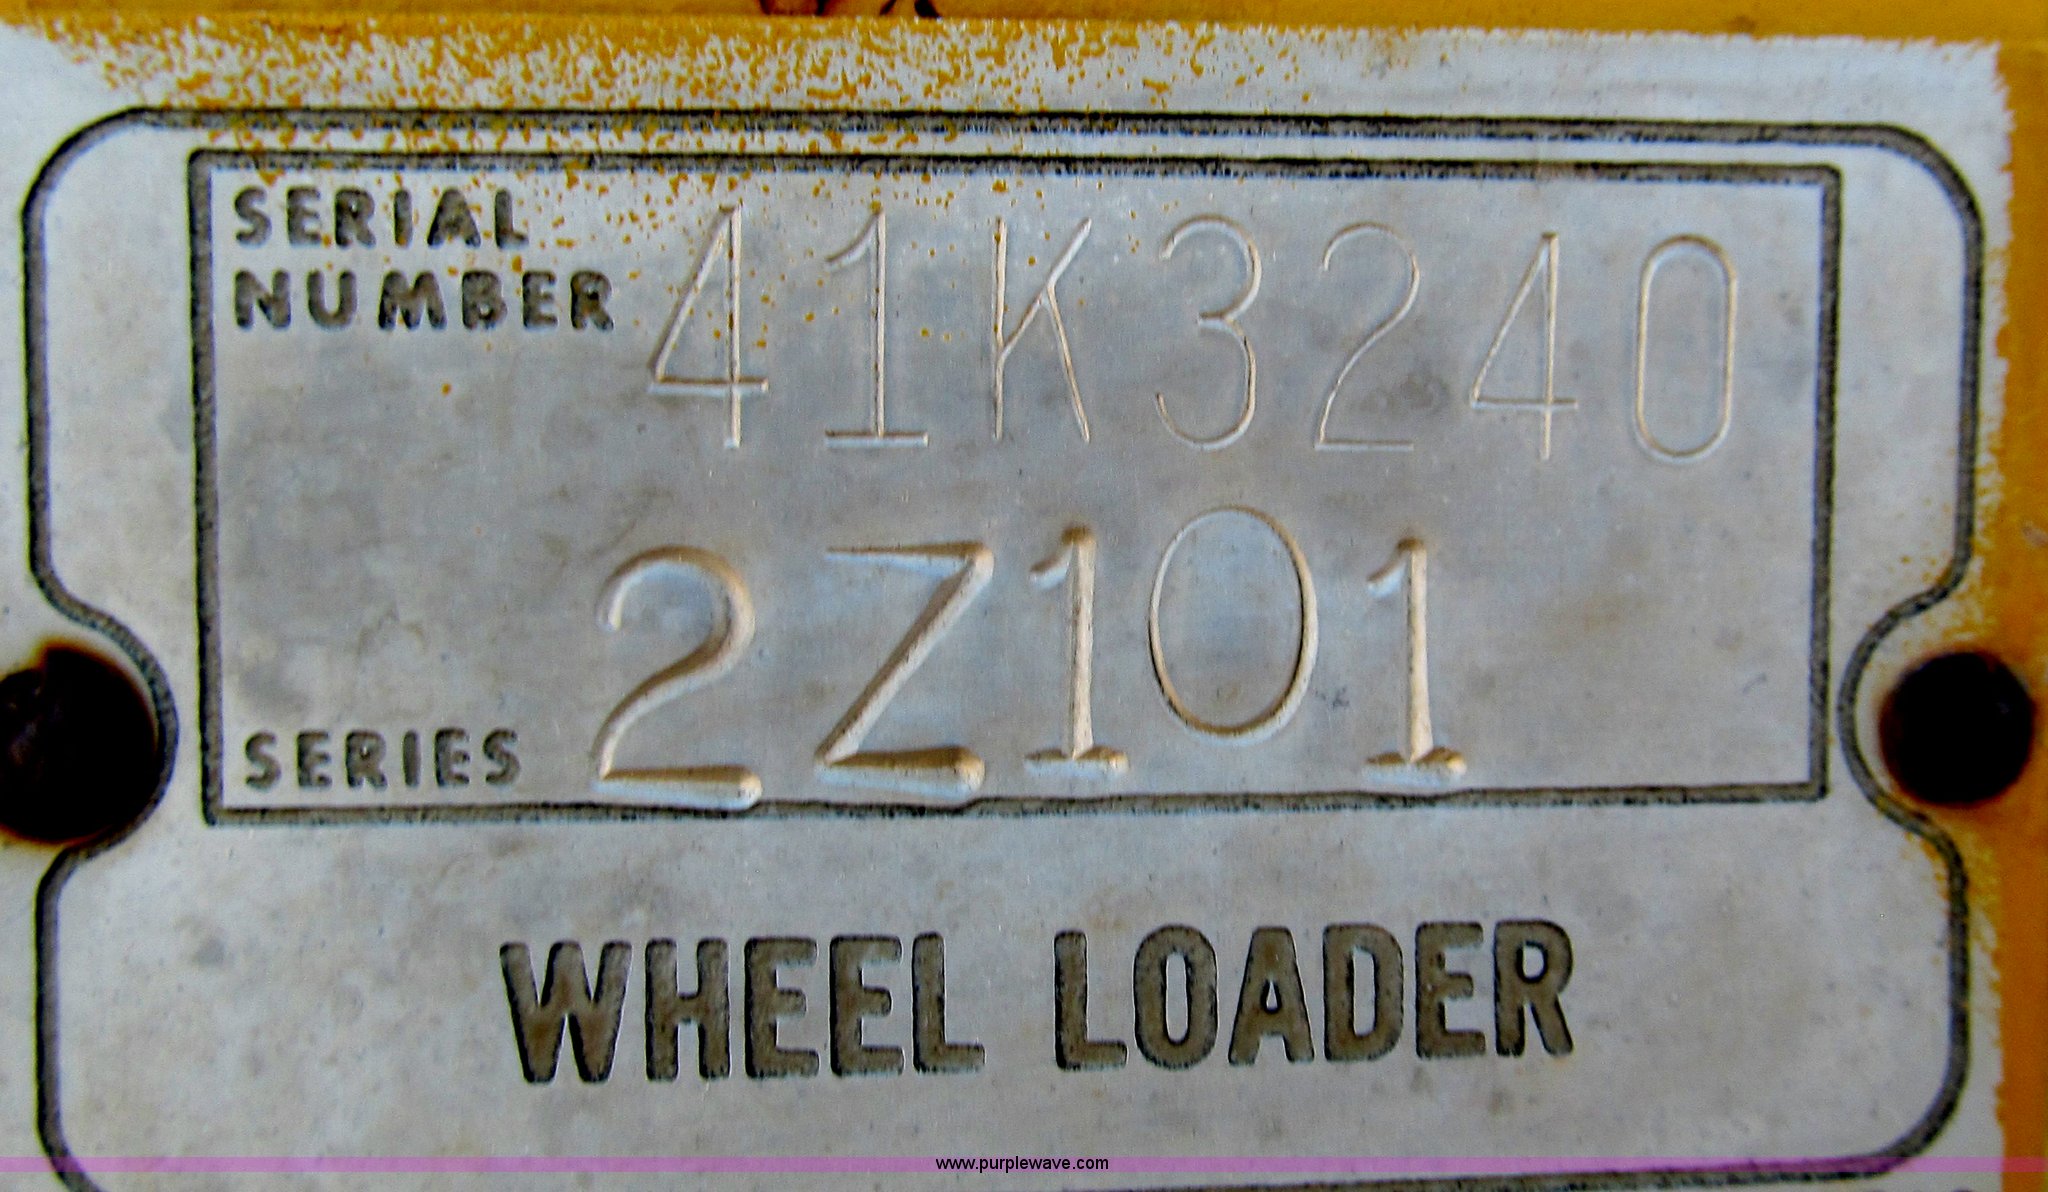 SERIAL
NUMBER 41K3240
SERIES 2Z101
WHEEL LOADER
www.purplewave.com